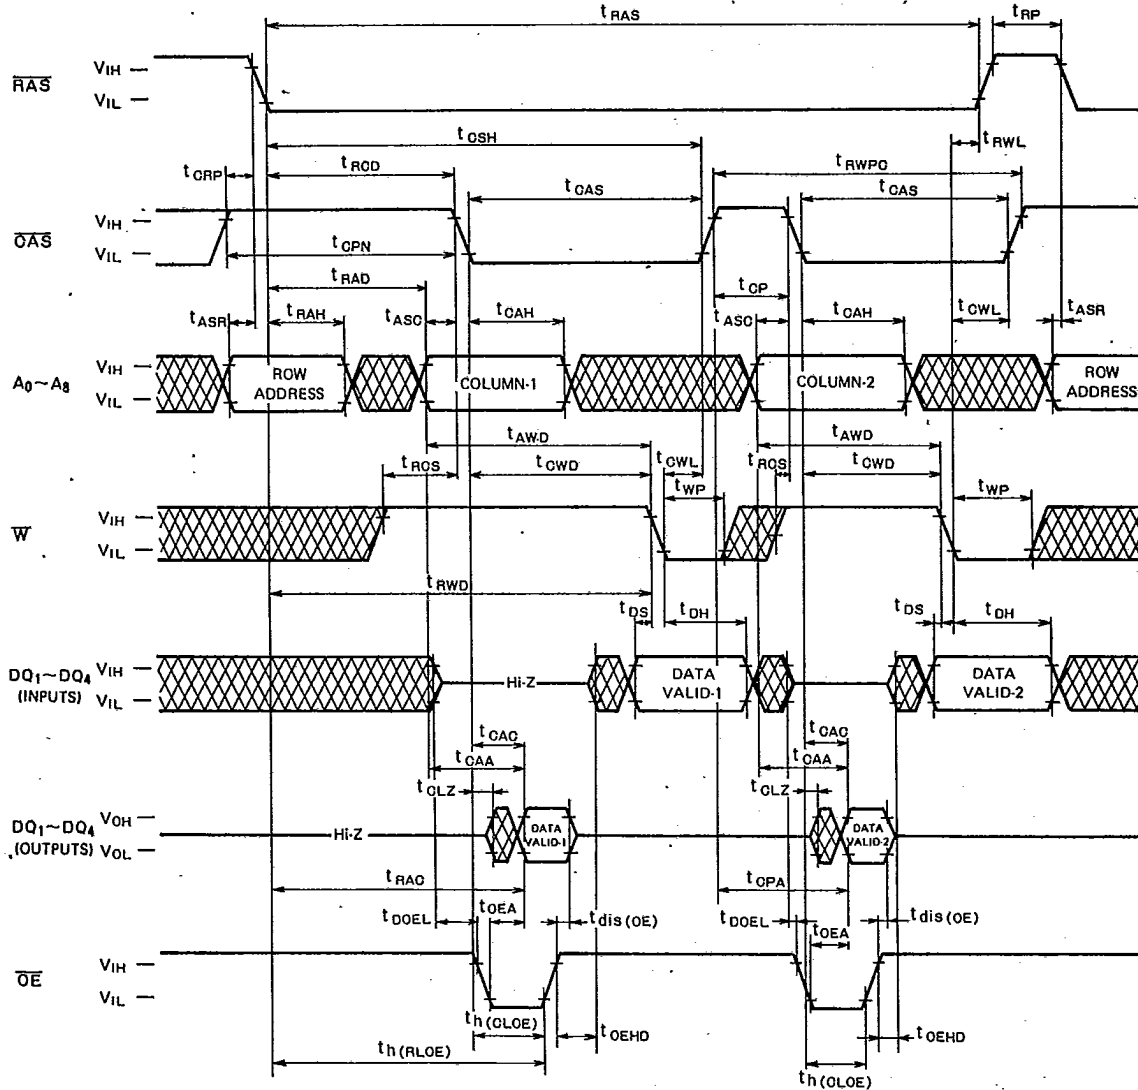 tRAS
tRP
RAS
VIH
VIL
tCSH
tRWL
tCRP
tRCD
tRWPC
tCAS
tCAS
CAS
VIH
VIL
tCPN
tRAD
tCP
tASR
tRAH
tASC
tCAH
tASC
tCAH
tCWL
tASR
A0~A8
VIH
VIL
ROW ADDRESS
COLUMN-1
COLUMN-2
ROW ADDRESS
tAWD
tAWD
tRCS
tCWD
tCWL
tRCS
tCWD
tWP
tWP
W
VIH
VIL
tRWD
tDS
tDH
tDS
tDH
DQ1~DQ4 (INPUTS)
VIH
VIL
Hi-Z
DATA VALID-1
DATA VALID-2
tCAC
tCAC
tCAA
tCAA
tCLZ
tCLZ
DQ1~DQ4 (OUTPUTS)
VOH
VOL
Hi-Z
DATA VALID-1
DATA VALID-2
tRAC
tCPA
tDOEL
tOEA
tdis(OE)
tDOEL
tOEA
tdis(OE)
OE
VIH
VIL
th(CLOE)
tOEHD
tOEHD
th(RLOE)
th(CLOE)